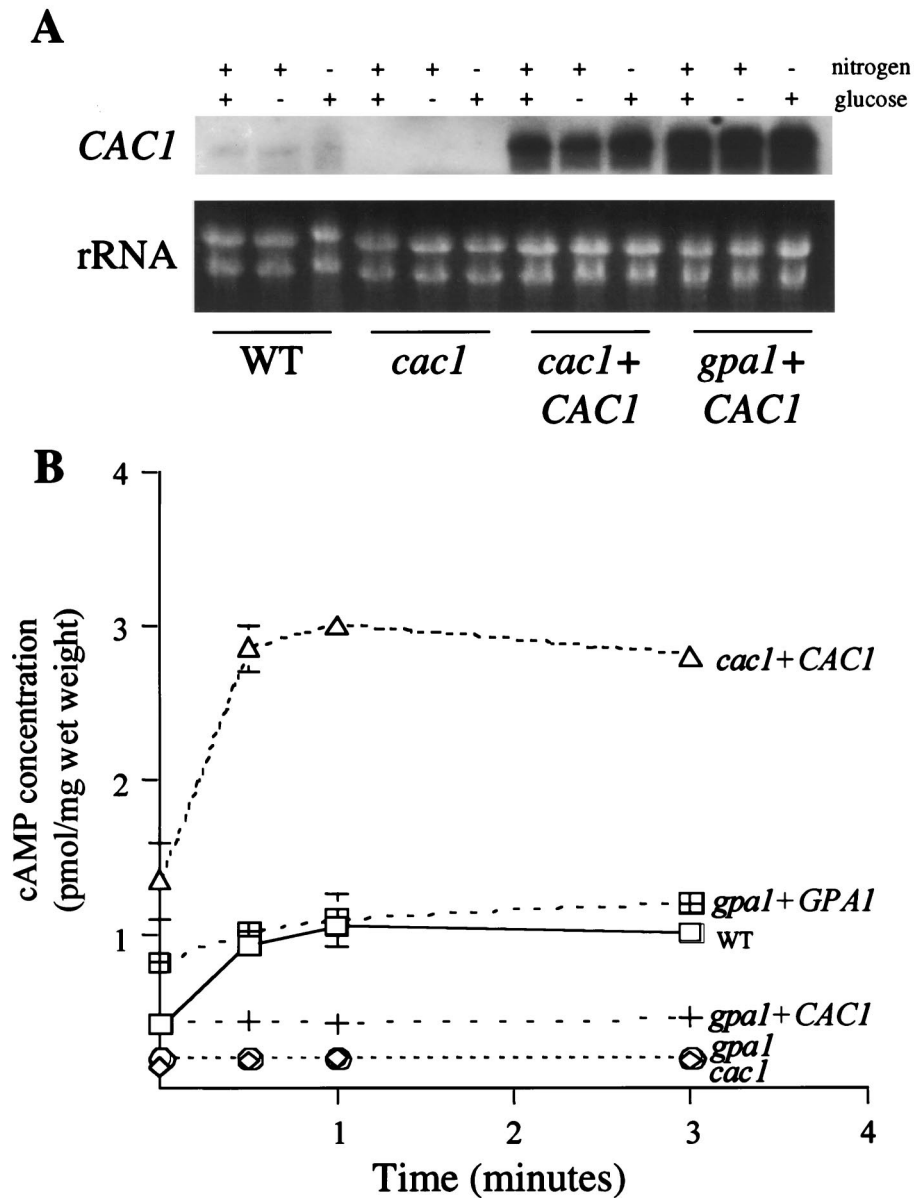 A
+ + - + + - + + - + + - nitrogen
+ - + + - + + - + + - + glucose
CAC1
rRNA
WT cac1 cac1+ gpa1+
CAC1 CAC1
B
cAMP concentration
(pmol/mg wet weight)
4
3
2
1
cac1+CAC1
gpa1+GPA1
WT
gpa1+CAC1
gpa1
cac1
1 2 3 4
Time (minutes)